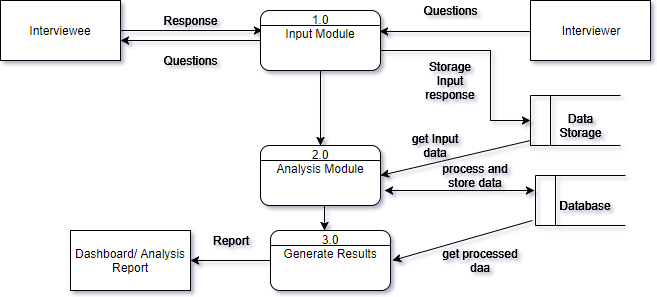 Interviewee
Response
Questions
1.0
Input Module
Questions
Interviewer
Storage
Input
response
Data
Storage
get Input
data
2.0
Analysis Module
process and
store data
Database
3.0
Generate Results
Report
Dashboard/ Analysis
Report
get processed
daa